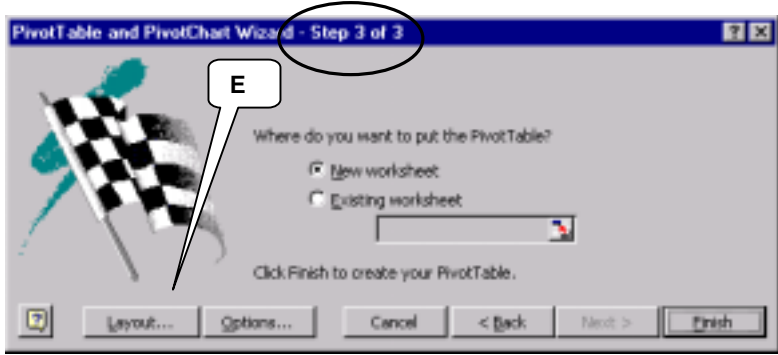 PivotTable and PivotChart Wizard - Step 3 of 3
E
Where do you want to put the PivotTable?
New worksheet
Existing worksheet
Click Finish to create your PivotTable.
Layout... Options... Cancel < Back Next > Finish